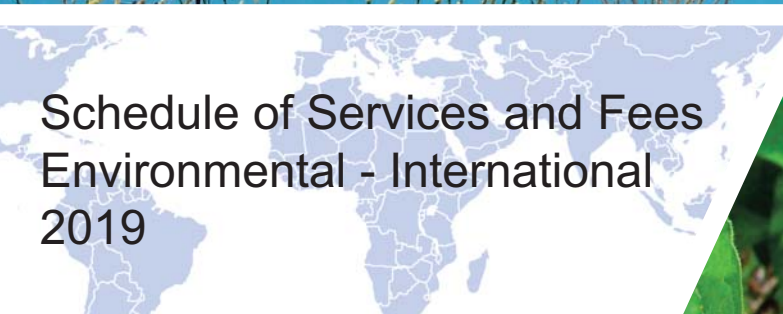 Schedule of Services and Fees
Environmental - International
2019